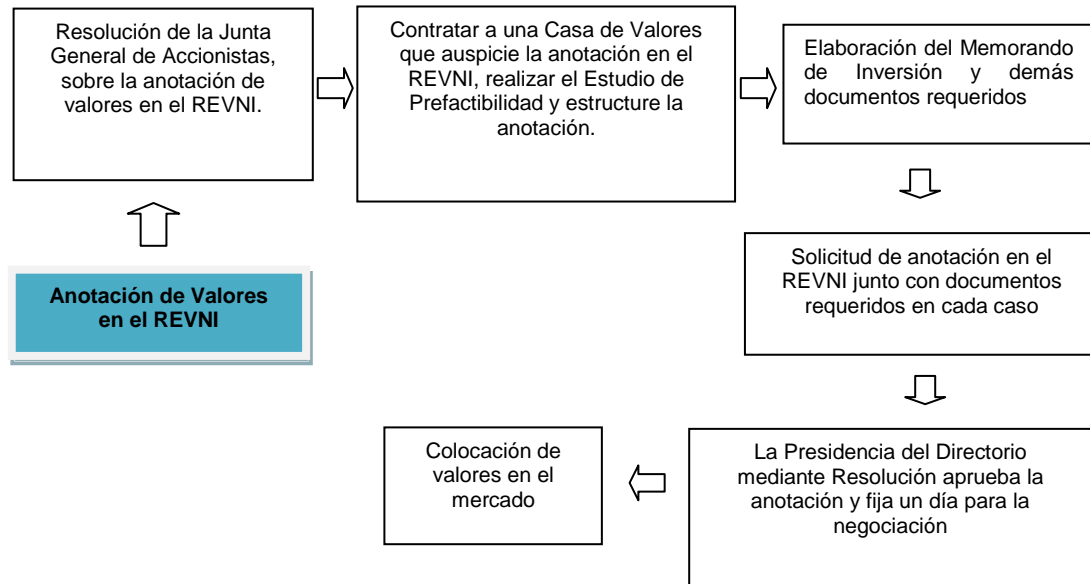 Resolución de la Junta
General de Accionistas,
sobre la anotación de
valores en el REVNI.
Contratar a una Casa de Valores
que auspicie la anotación en el
REVNI, realizar el Estudio de
Prefactibilidad y estructure la
anotación.
Elaboración del Memorando
de Inversión y demás
documentos requeridos
Anotación de Valores
en el REVNI
Solicitud de anotación en el
REVNI junto con documentos
requeridos en cada caso
Colocación de
valores en el
mercado
La Presidencia del Directorio
mediante Resolución aprueba la
anotación y fija un día para la
negociación